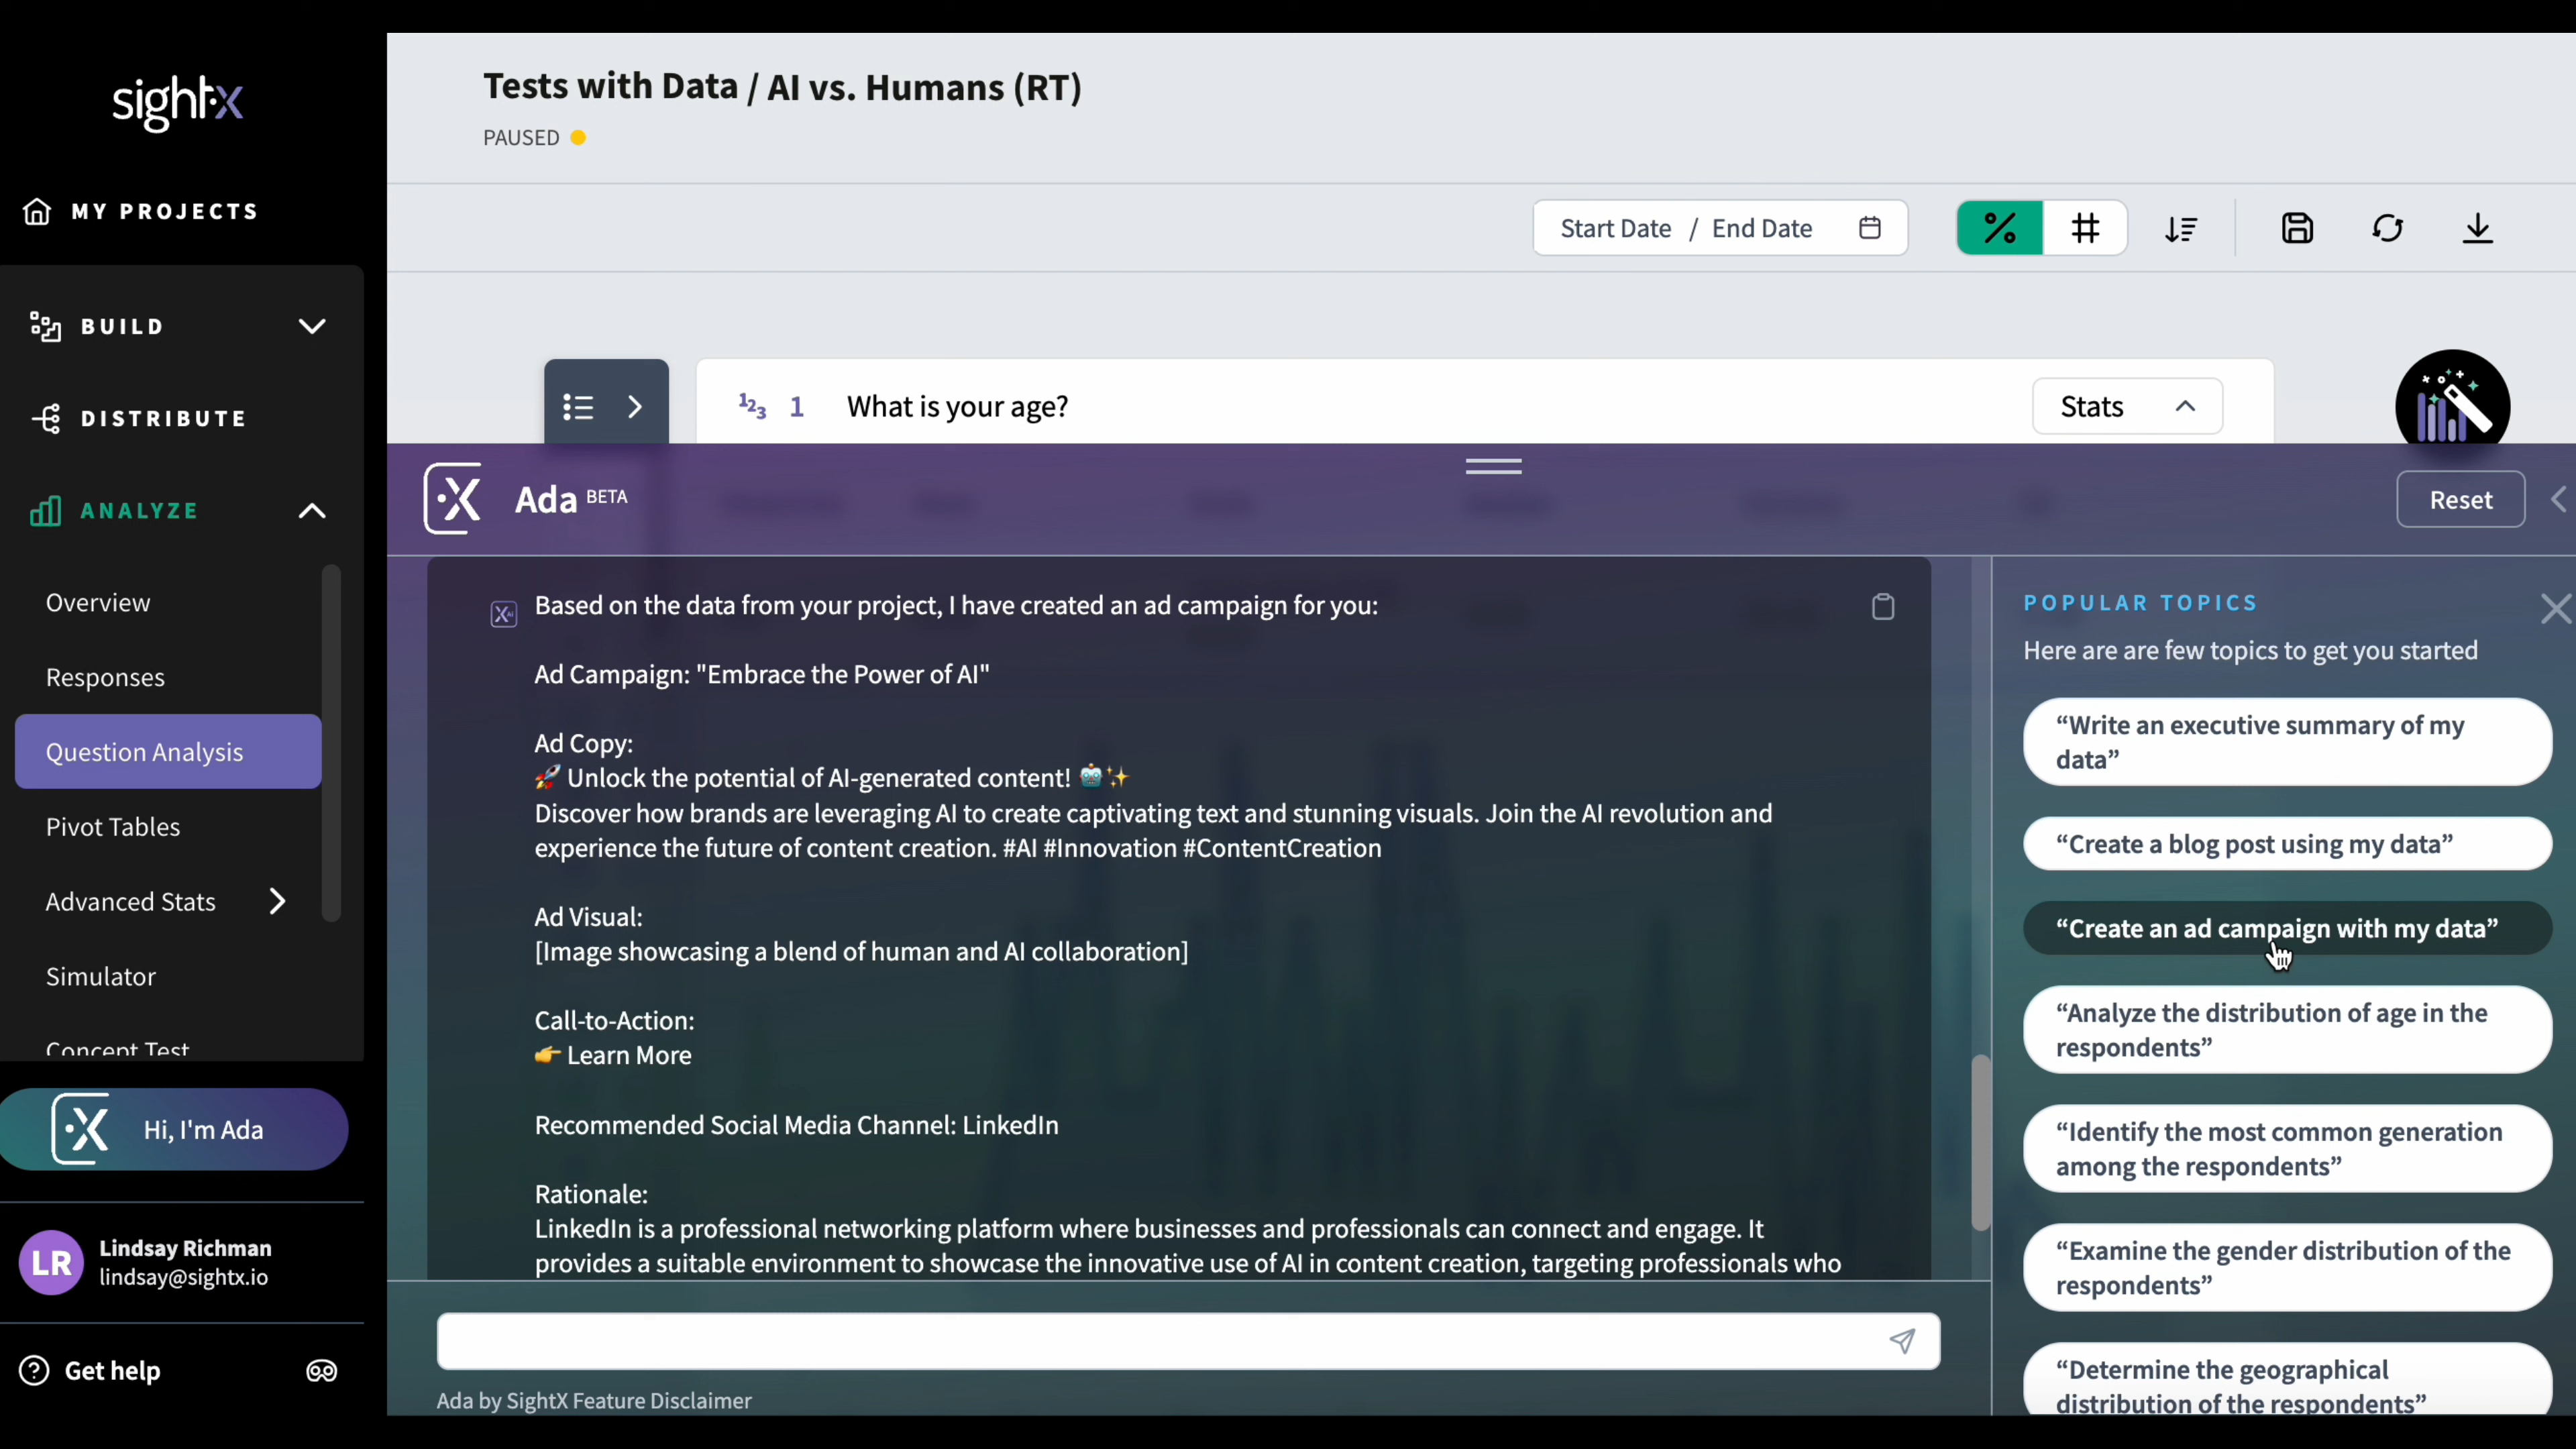 sightx
MY PROJECTS
BUILD
DISTRIBUTE
ANALYZE
Overview
Responses
Question Analysis
Pivot Tables
Advanced Stats
Simulator
Concept Test
Hi, I'm Ada
LR
Lindsay Richman
lindsay@sightx.io
Get help
Tests with Data / AI vs. Humans (RT)
PAUSED
Start Date / End Date
% #
123 1 What is your age?
Stats
·X Ada BETA
Reset
Based on the data from your project, I have created an ad campaign for you:
Ad Campaign: "Embrace the Power of AI"
Ad Copy:
🚀 Unlock the potential of AI-generated content! 🤖✨
Discover how brands are leveraging AI to create captivating text and stunning visuals. Join the AI revolution and
experience the future of content creation. #AI #Innovation #ContentCreation
Ad Visual:
[Image showcasing a blend of human and AI collaboration]
Call-to-Action:
👉 Learn More
Recommended Social Media Channel: LinkedIn
Rationale:
LinkedIn is a professional networking platform where businesses and professionals can connect and engage. It
provides a suitable environment to showcase the innovative use of AI in content creation, targeting professionals who
Ada by SightX Feature Disclaimer
POPULAR TOPICS
Here are are few topics to get you started
“Write an executive summary of my
data”
“Create a blog post using my data”
“Create an ad campaign with my data”
“Analyze the distribution of age in the
respondents”
“Identify the most common generation
among the respondents”
“Examine the gender distribution of the
respondents”
“Determine the geographical
distribution of the respondents”